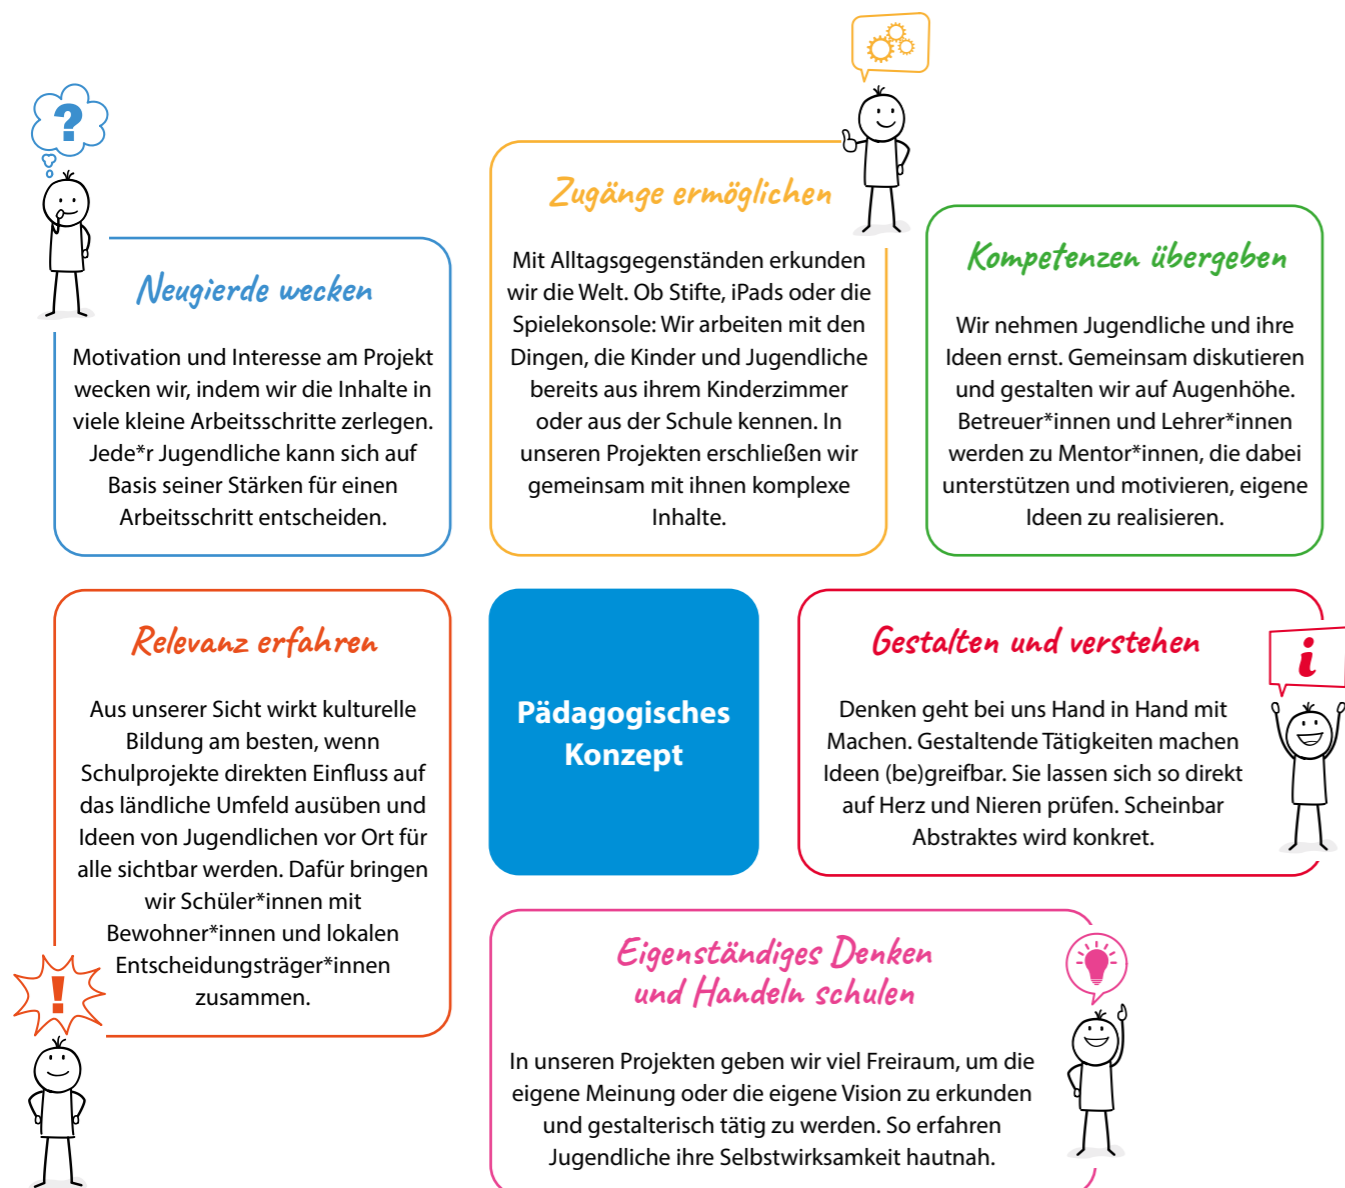 ?
Neugierde wecken
Motivation und Interesse am Projekt
wecken wir, indem wir die Inhalte in
viele kleine Arbeitsschritte zerlegen.
Jede*r Jugendliche kann sich auf
Basis seiner Stärken für einen
Arbeitsschritt entscheiden.
Zugänge ermöglichen
Mit Alltagsgegenständen erkunden
wir die Welt. Ob Stifte, iPads oder die
Spielekonsole: Wir arbeiten mit den
Dingen, die Kinder und Jugendliche
bereits aus ihrem Kinderzimmer
oder aus der Schule kennen. In
unseren Projekten erschließen wir
gemeinsam mit ihnen komplexe
Inhalte.
Kompetenzen übergeben
Wir nehmen Jugendliche und ihre
Ideen ernst. Gemeinsam diskutieren
und gestalten wir auf Augenhöhe.
Betreuer*innen und Lehrer*innen
werden zu Mentor*innen, die dabei
unterstützen und motivieren, eigene
Ideen zu realisieren.
Relevanz erfahren
Aus unserer Sicht wirkt kulturelle
Bildung am besten, wenn
Schulprojekte direkten Einfluss auf
das ländliche Umfeld ausüben und
Ideen von Jugendlichen vor Ort für
alle sichtbar werden. Dafür bringen
wir Schüler*innen mit
Bewohner*innen und lokalen
Entscheidungsträger*innen
zusammen.
!
Pädagogisches
Konzept
Gestalten und verstehen
i
Denken geht bei uns Hand in Hand mit
Machen. Gestaltende Tätigkeiten machen
Ideen (be)greifbar. Sie lassen sich so direkt
auf Herz und Nieren prüfen. Scheinbar
Abstraktes wird konkret.
Eigenständiges Denken
und Handeln schulen
In unseren Projekten geben wir viel Freiraum, um die
eigene Meinung oder die eigene Vision zu erkunden
und gestalterisch tätig zu werden. So erfahren
Jugendliche ihre Selbstwirksamkeit hautnah.